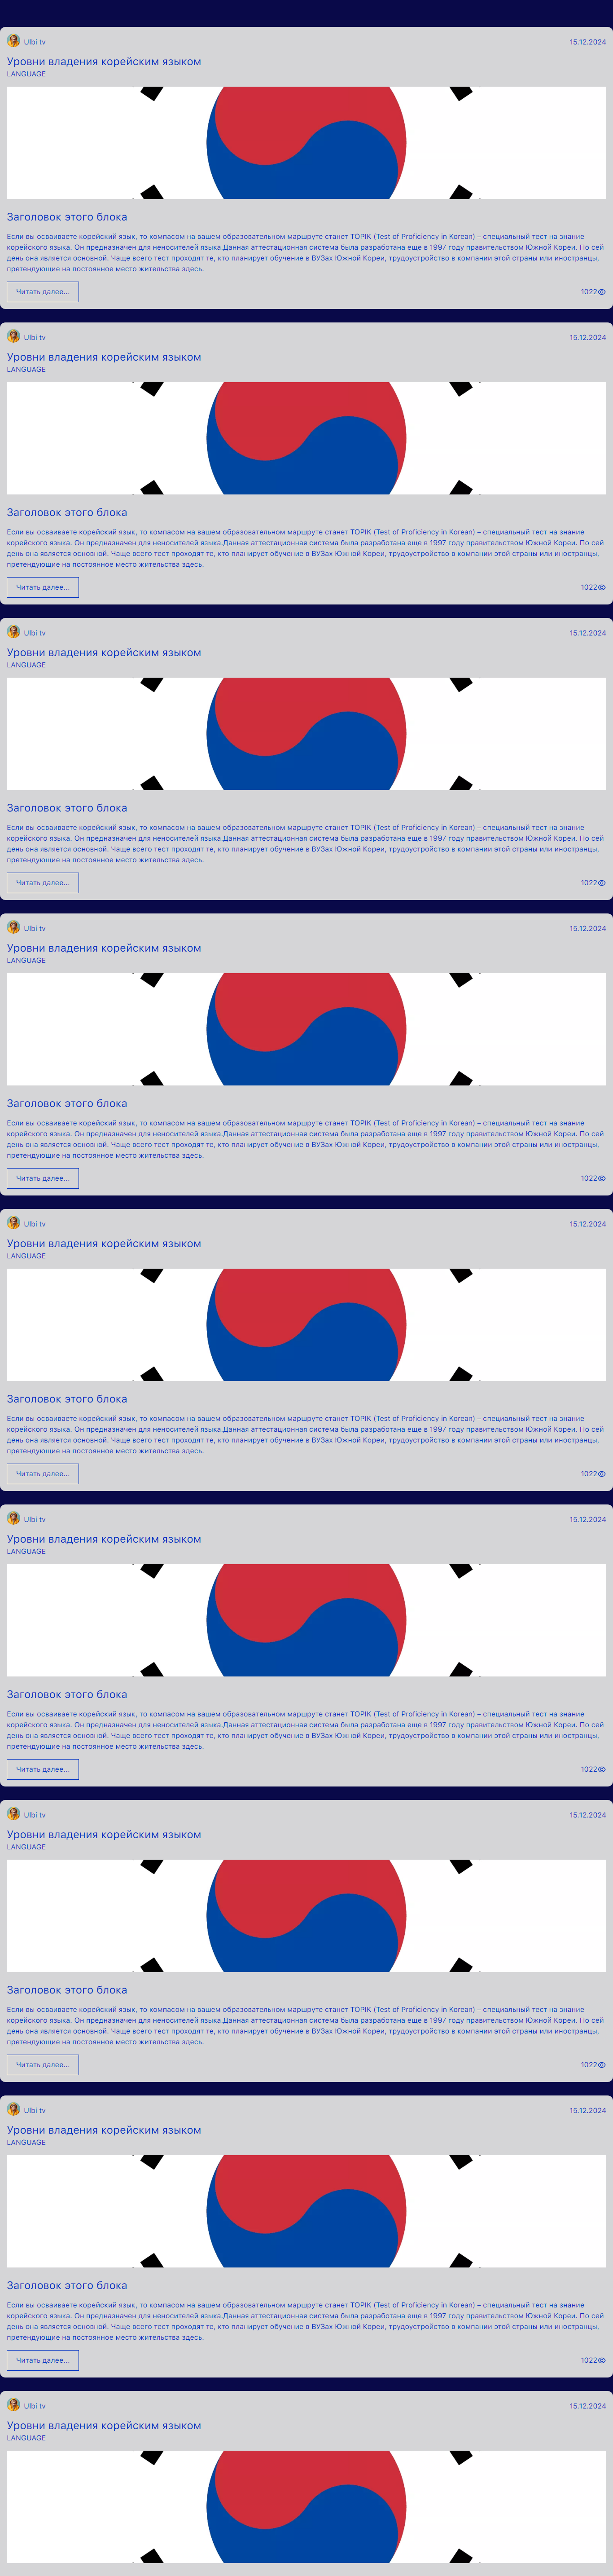 Ulbi tv 15.12.2024
Уровни владения корейским языком
LANGUAGE
Заголовок этого блока
Если вы осваиваете корейский язык, то компасом на вашем образовательном маршруте станет TOPIK (Test of Proficiency in Korean) – специальный тест на знание
корейского языка. Он предназначен для неносителей языка.Данная аттестационная система была разработана еще в 1997 году правительством Южной Кореи. По сей
день она является основной. Чаще всего тест проходят те, кто планирует обучение в ВУЗах Южной Кореи, трудоустройство в компании этой страны или иностранцы,
претендующие на постоянное место жительства здесь.
Читать далее... 1022
Ulbi tv 15.12.2024
Уровни владения корейским языком
LANGUAGE
Заголовок этого блока
Если вы осваиваете корейский язык, то компасом на вашем образовательном маршруте станет TOPIK (Test of Proficiency in Korean) – специальный тест на знание
корейского языка. Он предназначен для неносителей языка.Данная аттестационная система была разработана еще в 1997 году правительством Южной Кореи. По сей
день она является основной. Чаще всего тест проходят те, кто планирует обучение в ВУЗах Южной Кореи, трудоустройство в компании этой страны или иностранцы,
претендующие на постоянное место жительства здесь.
Читать далее... 1022
Ulbi tv 15.12.2024
Уровни владения корейским языком
LANGUAGE
Заголовок этого блока
Если вы осваиваете корейский язык, то компасом на вашем образовательном маршруте станет TOPIK (Test of Proficiency in Korean) – специальный тест на знание
корейского языка. Он предназначен для неносителей языка.Данная аттестационная система была разработана еще в 1997 году правительством Южной Кореи. По сей
день она является основной. Чаще всего тест проходят те, кто планирует обучение в ВУЗах Южной Кореи, трудоустройство в компании этой страны или иностранцы,
претендующие на постоянное место жительства здесь.
Читать далее... 1022
Ulbi tv 15.12.2024
Уровни владения корейским языком
LANGUAGE
Заголовок этого блока
Если вы осваиваете корейский язык, то компасом на вашем образовательном маршруте станет TOPIK (Test of Proficiency in Korean) – специальный тест на знание
корейского языка. Он предназначен для неносителей языка.Данная аттестационная система была разработана еще в 1997 году правительством Южной Кореи. По сей
день она является основной. Чаще всего тест проходят те, кто планирует обучение в ВУЗах Южной Кореи, трудоустройство в компании этой страны или иностранцы,
претендующие на постоянное место жительства здесь.
Читать далее... 1022
Ulbi tv 15.12.2024
Уровни владения корейским языком
LANGUAGE
Заголовок этого блока
Если вы осваиваете корейский язык, то компасом на вашем образовательном маршруте станет TOPIK (Test of Proficiency in Korean) – специальный тест на знание
корейского языка. Он предназначен для неносителей языка.Данная аттестационная система была разработана еще в 1997 году правительством Южной Кореи. По сей
день она является основной. Чаще всего тест проходят те, кто планирует обучение в ВУЗах Южной Кореи, трудоустройство в компании этой страны или иностранцы,
претендующие на постоянное место жительства здесь.
Читать далее... 1022
Ulbi tv 15.12.2024
Уровни владения корейским языком
LANGUAGE
Заголовок этого блока
Если вы осваиваете корейский язык, то компасом на вашем образовательном маршруте станет TOPIK (Test of Proficiency in Korean) – специальный тест на знание
корейского языка. Он предназначен для неносителей языка.Данная аттестационная система была разработана еще в 1997 году правительством Южной Кореи. По сей
день она является основной. Чаще всего тест проходят те, кто планирует обучение в ВУЗах Южной Кореи, трудоустройство в компании этой страны или иностранцы,
претендующие на постоянное место жительства здесь.
Читать далее... 1022
Ulbi tv 15.12.2024
Уровни владения корейским языком
LANGUAGE
Заголовок этого блока
Если вы осваиваете корейский язык, то компасом на вашем образовательном маршруте станет TOPIK (Test of Proficiency in Korean) – специальный тест на знание
корейского языка. Он предназначен для неносителей языка.Данная аттестационная система была разработана еще в 1997 году правительством Южной Кореи. По сей
день она является основной. Чаще всего тест проходят те, кто планирует обучение в ВУЗах Южной Кореи, трудоустройство в компании этой страны или иностранцы,
претендующие на постоянное место жительства здесь.
Читать далее... 1022
Ulbi tv 15.12.2024
Уровни владения корейским языком
LANGUAGE
Заголовок этого блока
Если вы осваиваете корейский язык, то компасом на вашем образовательном маршруте станет TOPIK (Test of Proficiency in Korean) – специальный тест на знание
корейского языка. Он предназначен для неносителей языка.Данная аттестационная система была разработана еще в 1997 году правительством Южной Кореи. По сей
день она является основной. Чаще всего тест проходят те, кто планирует обучение в ВУЗах Южной Кореи, трудоустройство в компании этой страны или иностранцы,
претендующие на постоянное место жительства здесь.
Читать далее... 1022
Ulbi tv 15.12.2024
Уровни владения корейским языком
LANGUAGE